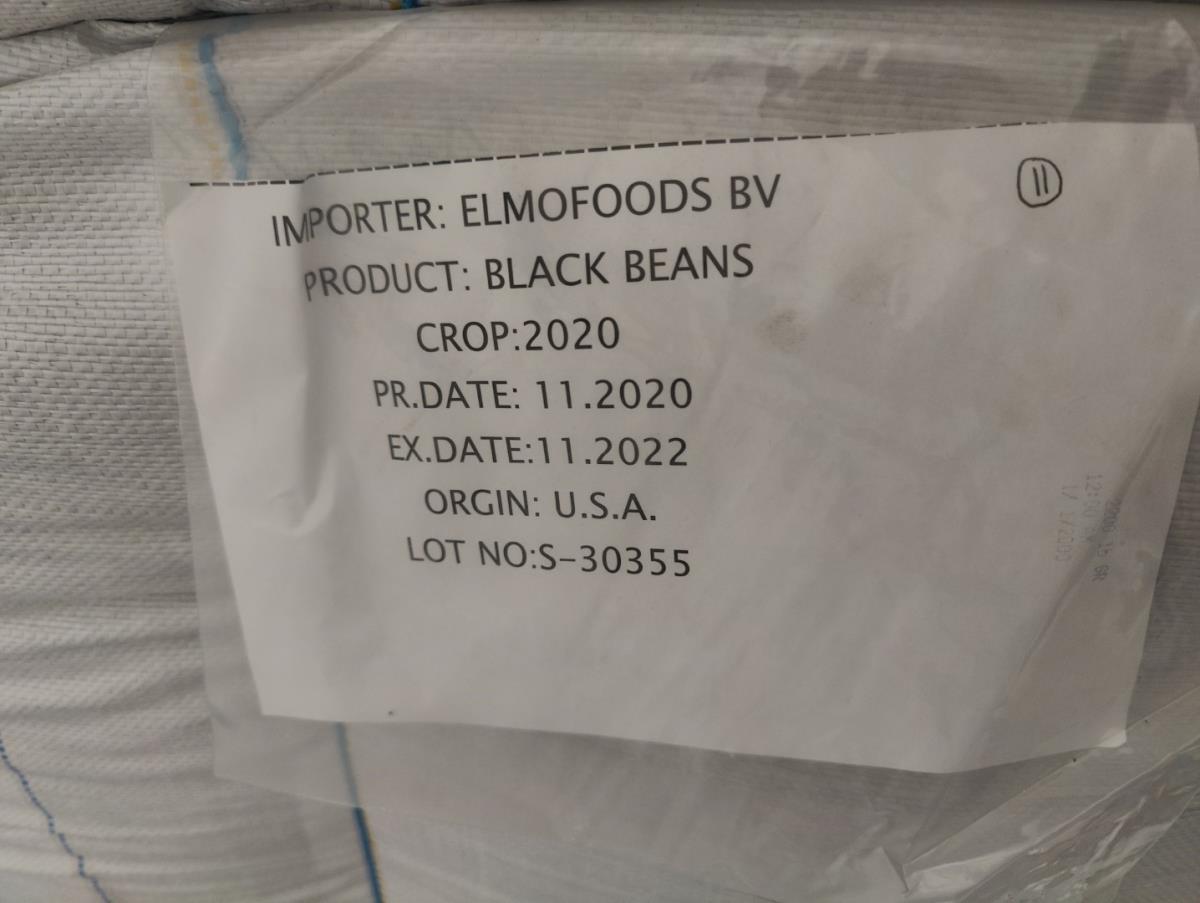 IMPORTER: ELMOFOODS BV
11
PRODUCT: BLACK BEANS
CROP:2020
PR.DATE: 11.2020
EX.DATE:11.2022
ORGIN: U.S.A.
LOT NO:S-30355